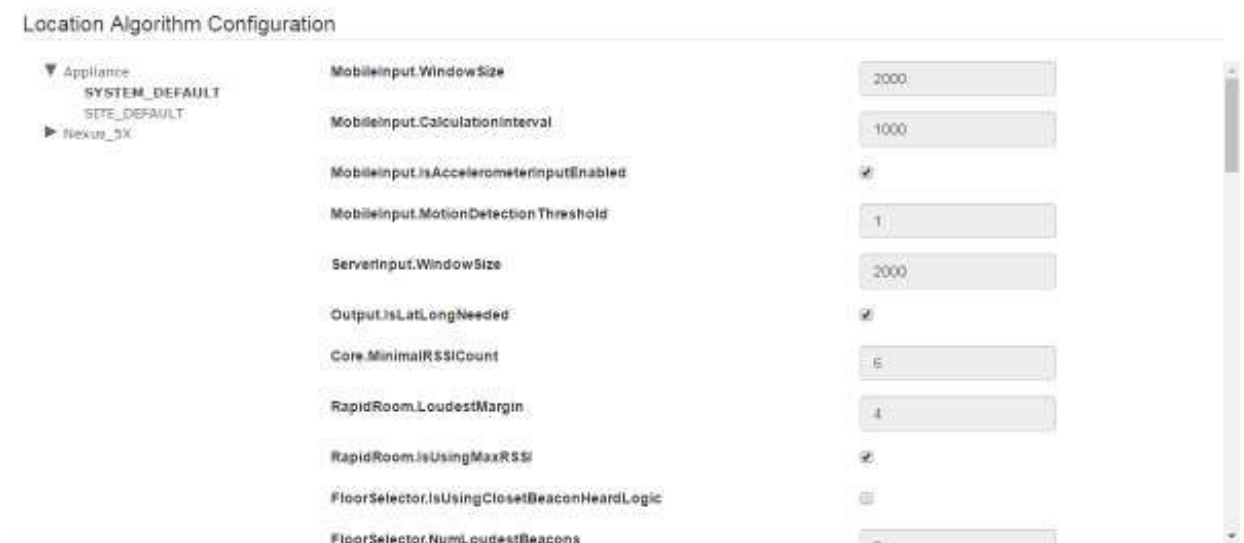 Location Algorithm Configuration
Appliance
SYSTEM_DEFAULT
SITE_DEFAULT
Nexus_5X
MobileInput.WindowSize 2000
MobileInput.CalculationInterval 1000
MobileInput.IsAccelerometerInputEnabled
MobileInput.MotionDetectionThreshold 1
ServerInput.WindowSize 2000
Output.IsLatLongNeeded
Core.MinimalRSSICount 6
RapidRoom.LoudestMargin 4
RapidRoom.IsUsingMaxRSSI
FloorSelector.IsUsingClosetBeaconHeardLogic
FloorSelector.NumLoudestBeacons